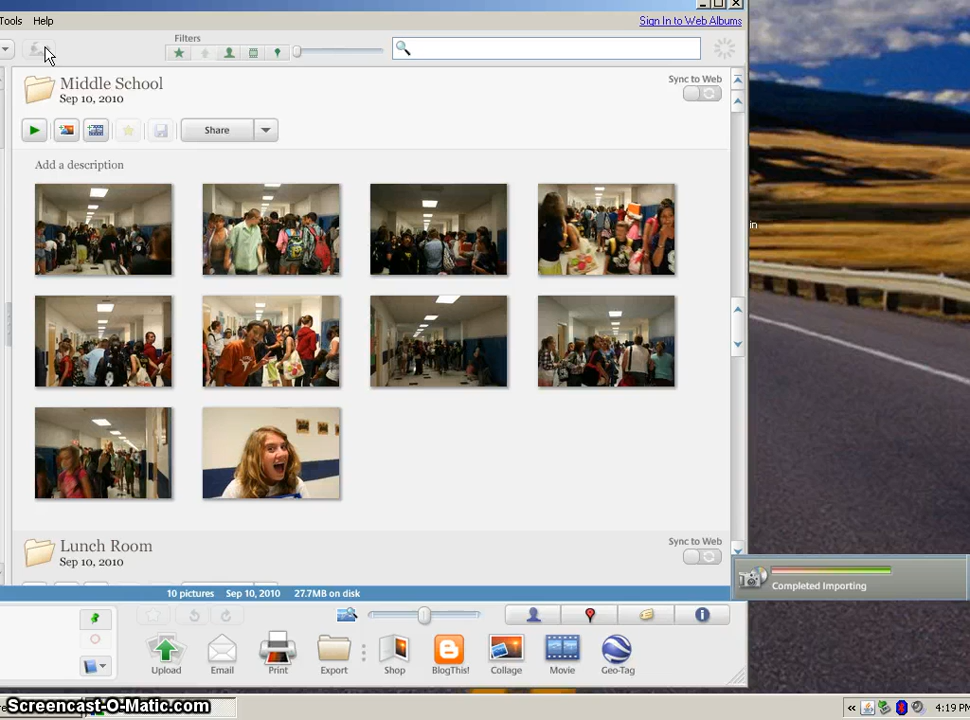 Tools Help Sign In to Web Albums
Filters
Middle School
Sep 10, 2010
Sync to Web
Share
Add a description
in
Lunch Room
Sep 10, 2010
Sync to Web
Completed Importing
10 pictures Sep 10, 2010 27.7MB on disk
Upload Email Print Export Shop BlogThis! Collage Movie Geo-Tag
Screencast-O-Matic.com
4:19 PM